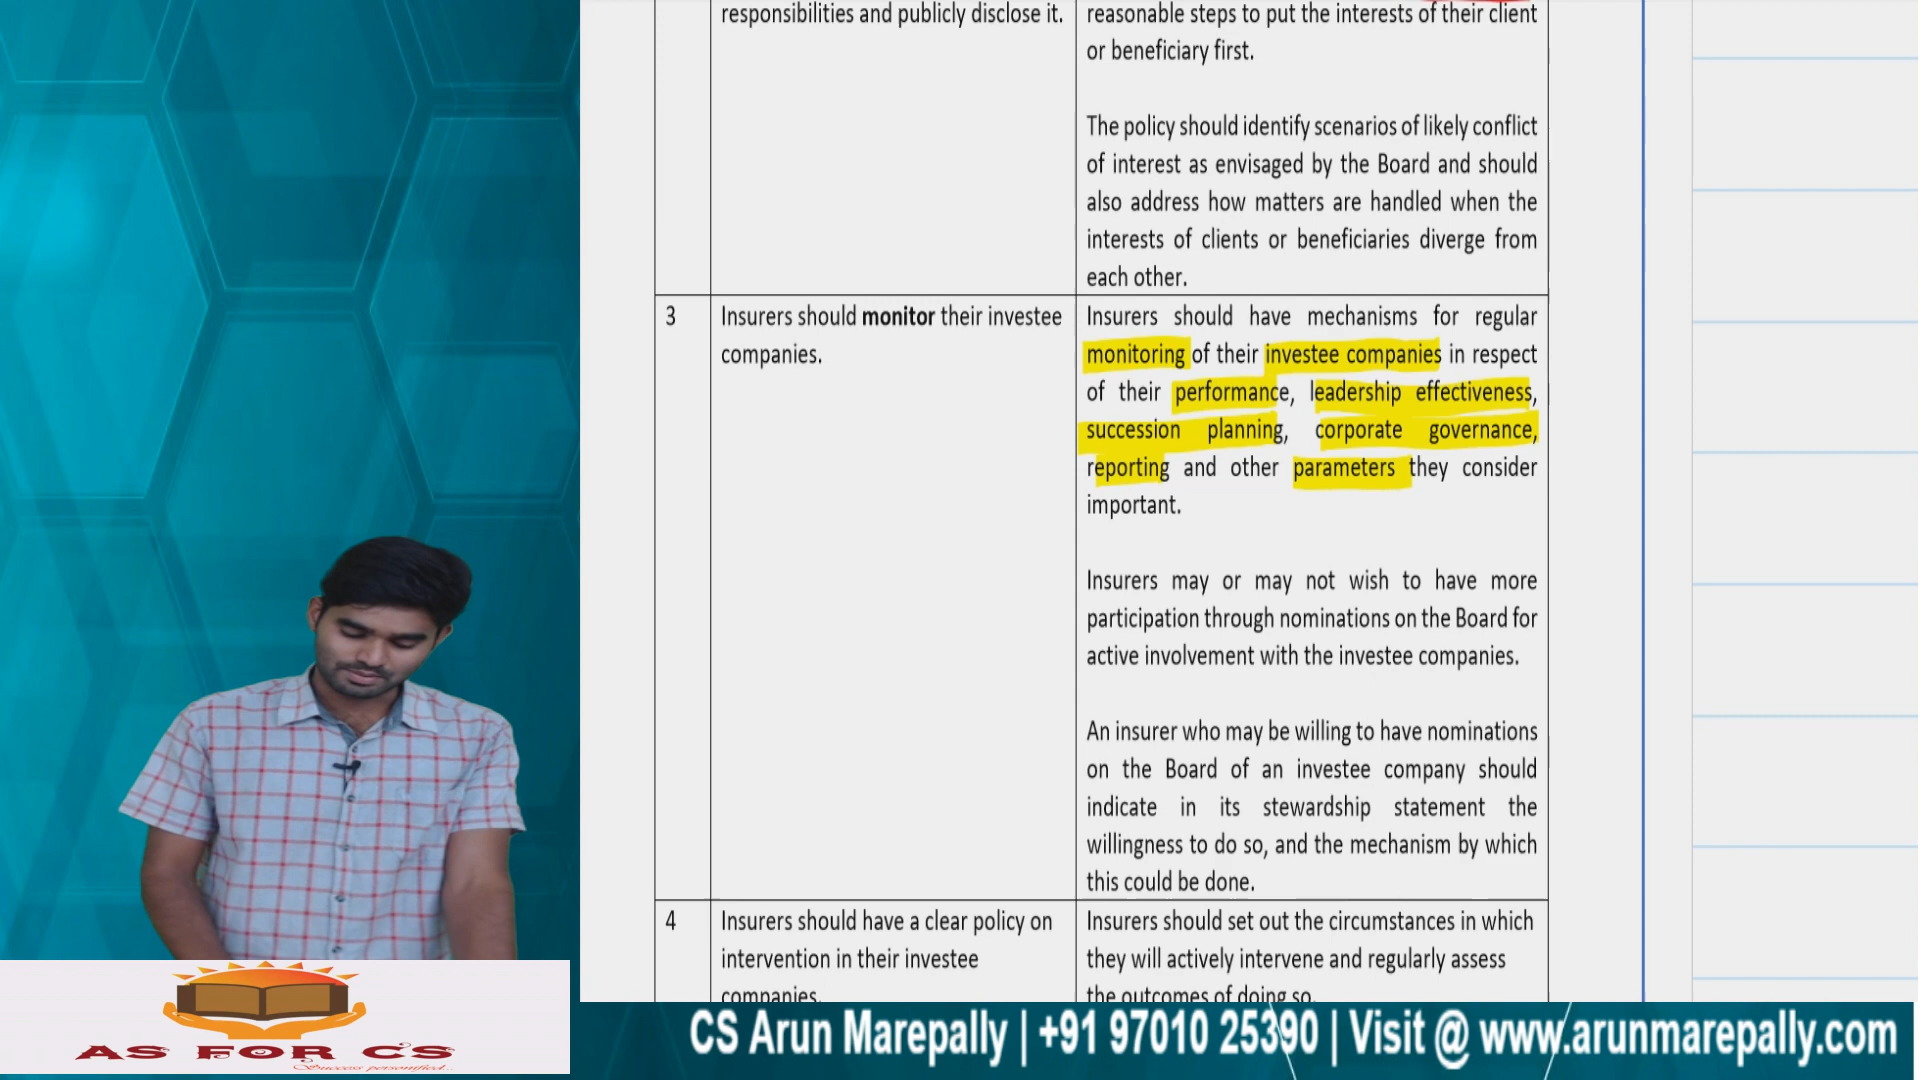 responsibilities and publicly disclose it.
reasonable steps to put the interests of their client
or beneficiary first.
The policy should identify scenarios of likely conflict
of interest as envisaged by the Board and should
also address how matters are handled when the
interests of clients or beneficiaries diverge from
each other.
3
Insurers should monitor their investee
companies.
Insurers should have mechanisms for regular
monitoring of their investee companies in respect
of their performance, leadership effectiveness,
succession planning, corporate governance,
reporting and other parameters they consider
important.
Insurers may or may not wish to have more
participation through nominations on the Board for
active involvement with the investee companies.
An insurer who may be willing to have nominations
on the Board of an investee company should
indicate in its stewardship statement the
willingness to do so, and the mechanism by which
this could be done.
4
Insurers should have a clear policy on
intervention in their investee
companies.
Insurers should set out the circumstances in which
they will actively intervene and regularly assess
the outcomes of doing so.
AS FOR CS
Success personified...
CS Arun Marepally | +91 97010 25390 | Visit @ www.arunmarepally.com